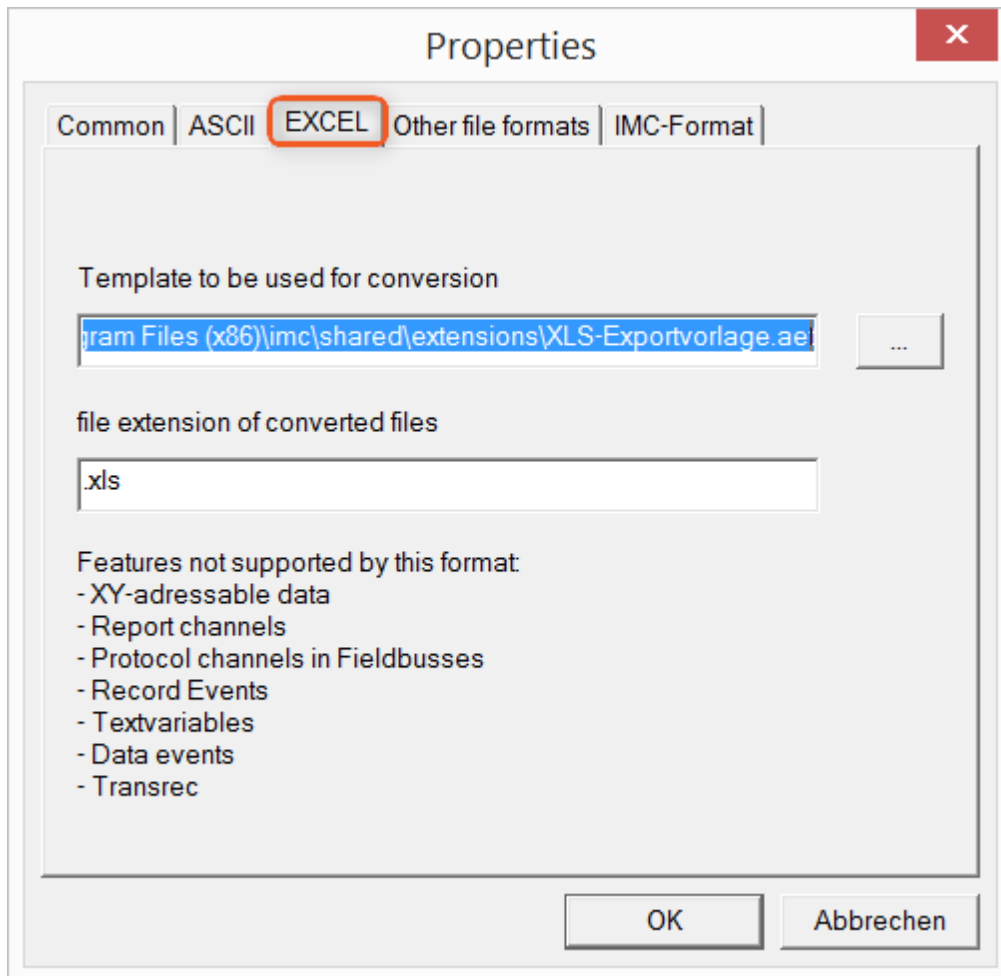 Properties
Common ASCII EXCEL Other file formats IMC-Format
Template to be used for conversion
gram Files (x86)\imc\shared\extensions\XLS-Exportvorlage.aet
...
file extension of converted files
.xls
Features not supported by this format:
- XY-adressable data
- Report channels
- Protocol channels in Fieldbusses
- Record Events
- Textvariables
- Data events
- Transrec
OK Abbrechen